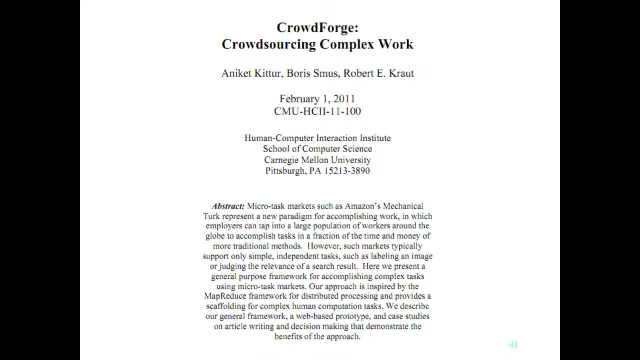 CrowdForge:
Crowdsourcing Complex Work
Aniket Kittur, Boris Smus, Robert E. Kraut
February 1, 2011
CMU-HCII-11-100
Human-Computer Interaction Institute
School of Computer Science
Carnegie Mellon University
Pittsburgh, PA 15213-3890
Abstract: Micro-task markets such as Amazon's Mechanical
Turk represent a new paradigm for accomplishing work, in which
employers can tap into a large population of workers around the
globe to accomplish tasks in a fraction of the time and money of
more traditional methods. However, such markets typically
support only simple, independent tasks, such as labeling an image
or judging the relevance of a search result. Here we present a
general purpose framework for accomplishing complex tasks
using micro-task markets. Our approach is inspired by the
MapReduce framework for distributed processing and provides a
scaffolding for complex human computation tasks. We describe
our general framework, a web-based prototype, and case studies
on article writing and decision making that demonstrate the
benefits of the approach.